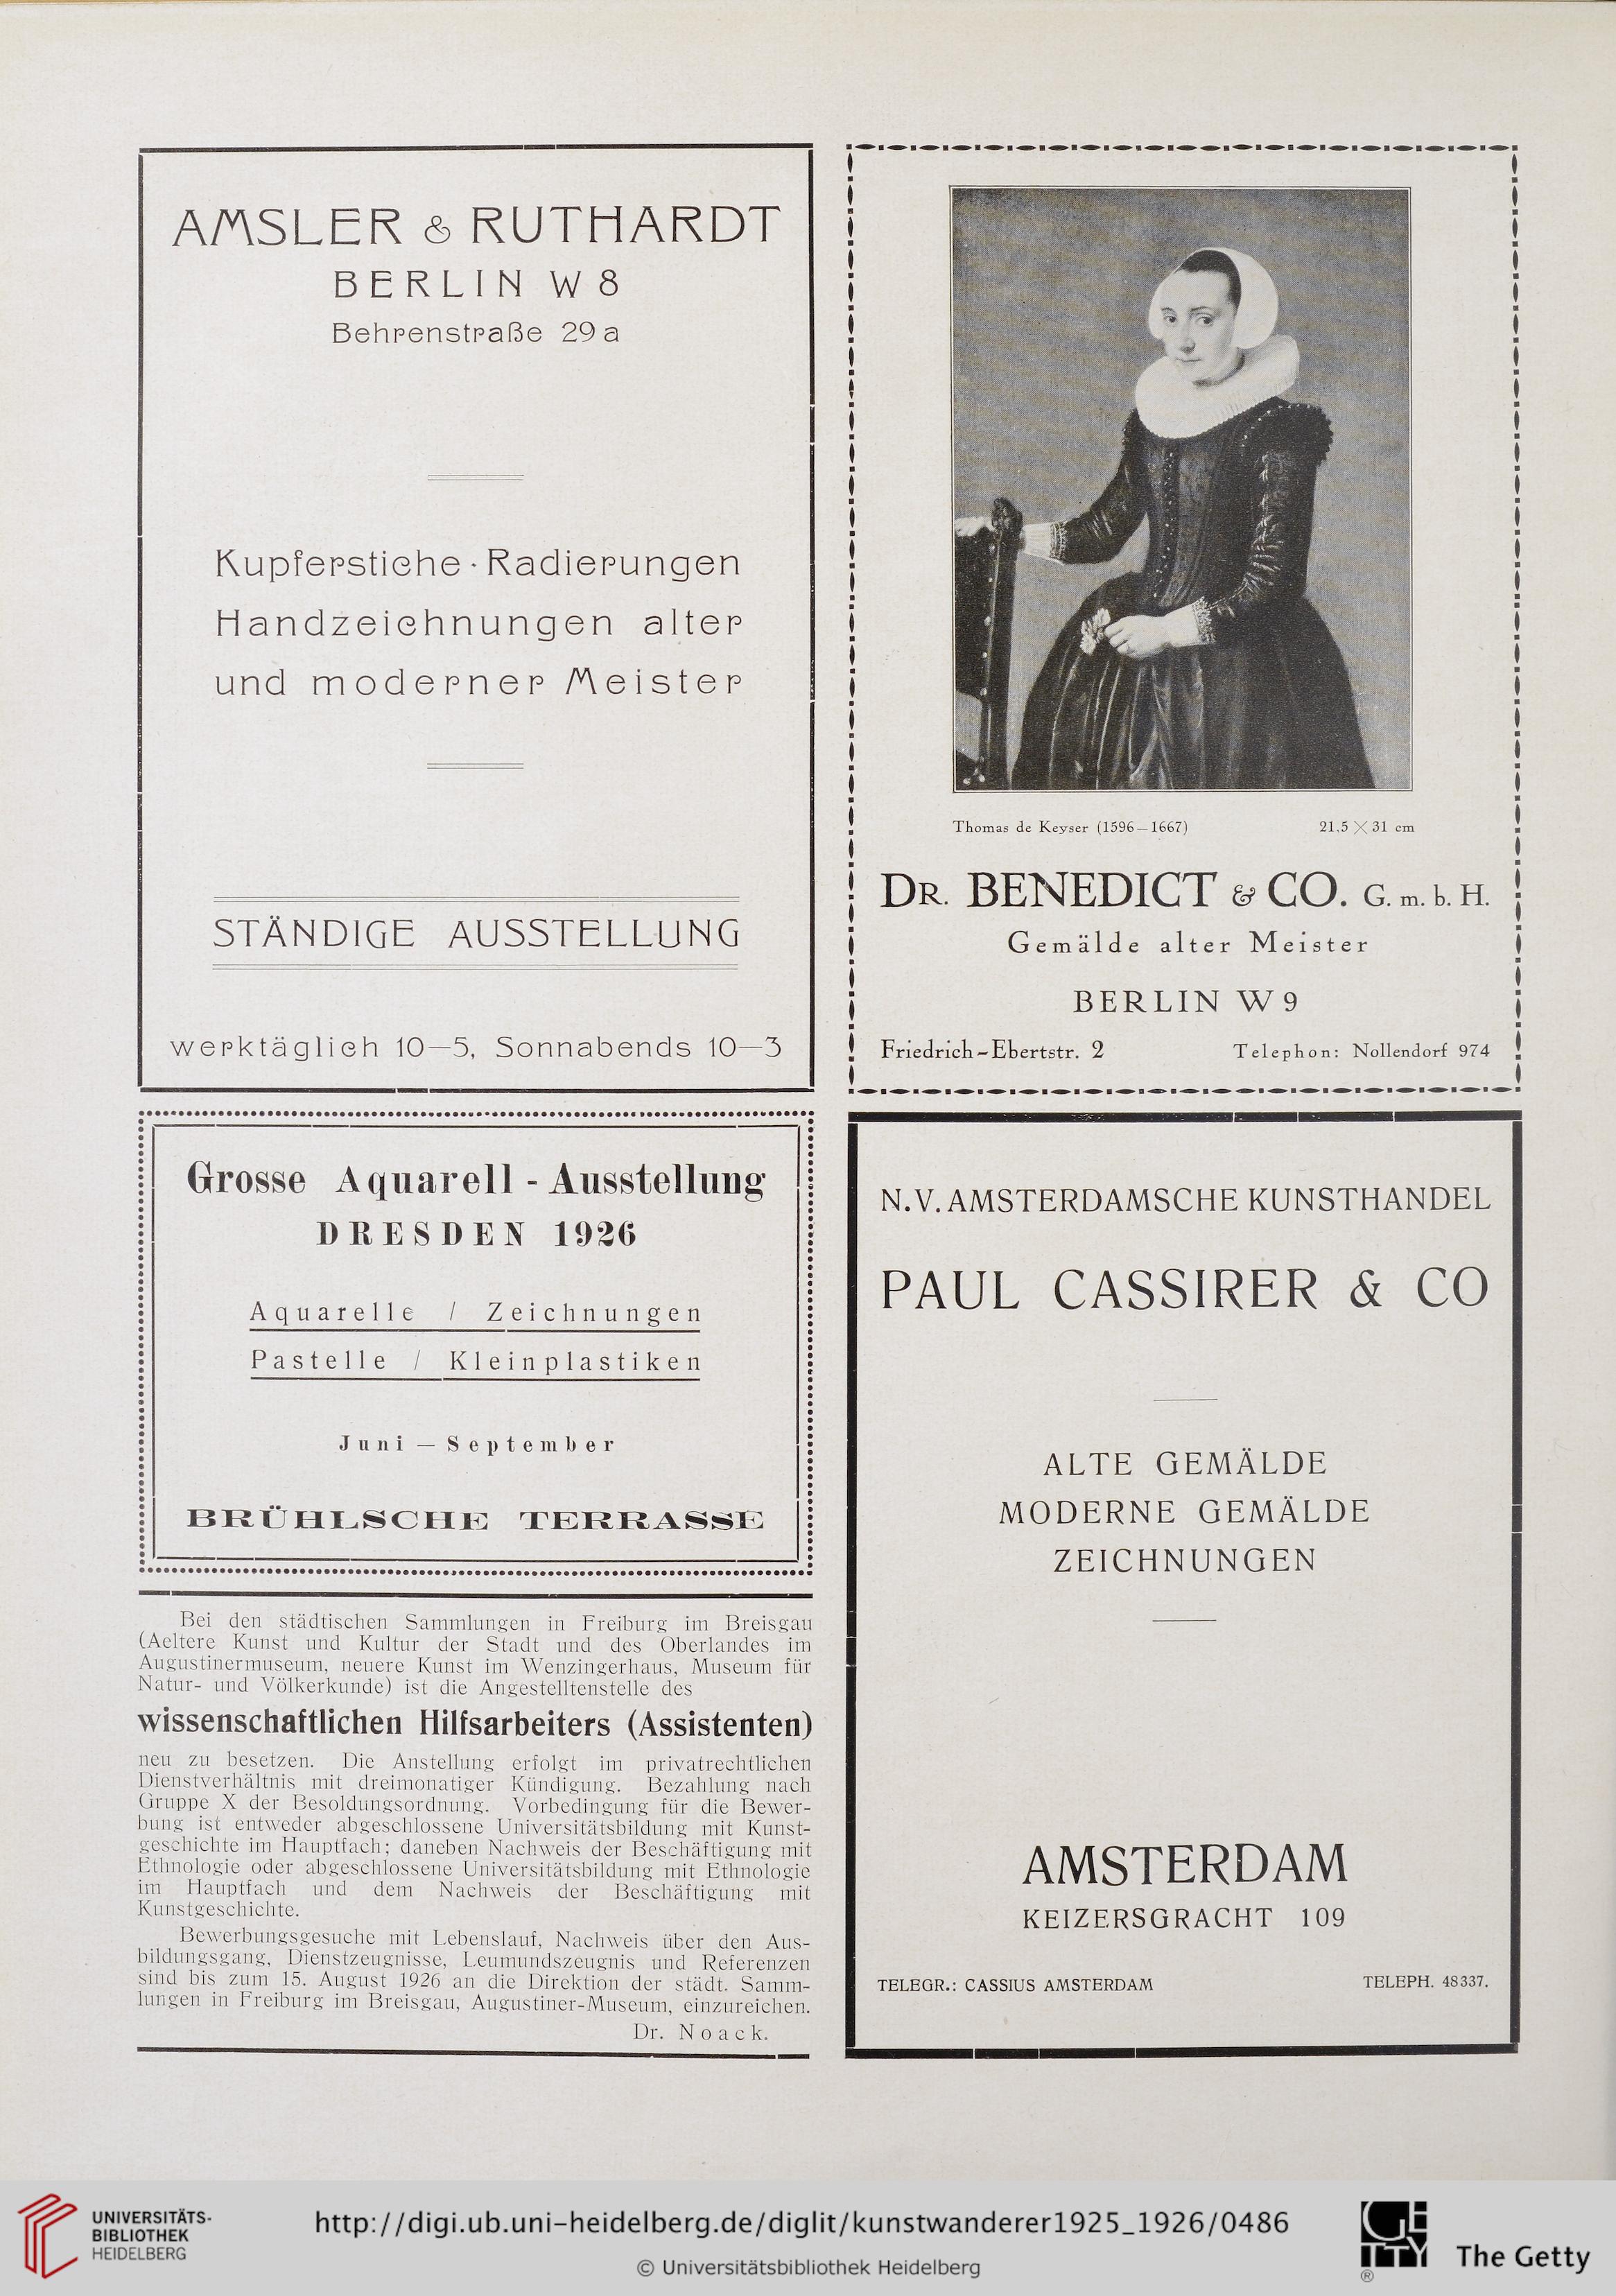 AMSLER & RUTHARDT
BERLIN W 8
Behrenstraße 29 a
Kupferstiche · Radierungen
Handzeichnungen alter
und moderner Meister
STÄNDIGE AUSSTELLUNG
werktäglich 10—5, Sonnabends 10—3
Thomas de Keyser (1596—1667) 21,5 × 31 cm
DR. BENEDICT & CO. G. m. b. H.
Gemälde alter Meister
BERLIN W 9
Friedrich-Ebertstr. 2 Telephon: Nollendorf 974
Grosse Aquarell - Ausstellung
DRESDEN 1926
Aquarelle / Zeichnungen
Pastelle / Kleinplastiken
Juni — September
BRÜHLSCHE TERRASSE
Bei den städtischen Sammlungen in Freiburg im Breisgau
(Aeltere Kunst und Kultur der Stadt und des Oberlandes im
Augustinermuseum, neuere Kunst im Wenzingerhaus, Museum für
Natur- und Völkerkunde) ist die Angestelltenstelle des
wissenschaftlichen Hilfsarbeiters (Assistenten)
neu zu besetzen. Die Anstellung erfolgt im privatrechtlichen
Dienstverhältnis mit dreimonatiger Kündigung. Bezahlung nach
Gruppe X der Besoldungsordnung. Vorbedingung für die Bewer-
bung ist entweder abgeschlossene Universitätsbildung mit Kunst-
geschichte im Hauptfach; daneben Nachweis der Beschäftigung mit
Ethnologie oder abgeschlossene Universitätsbildung mit Ethnologie
im Hauptfach und dem Nachweis der Beschäftigung mit
Kunstgeschichte.
Bewerbungsgesuche mit Lebenslauf, Nachweis über den Aus-
bildungsgang, Dienstzeugnisse, Leumundszeugnis und Referenzen
sind bis zum 15. August 1926 an die Direktion der städt. Samm-
lungen in Freiburg im Breisgau, Augustiner-Museum, einzureichen.
Dr. Noack.
N.V. AMSTERDAMSCHE KUNSTHANDEL
PAUL CASSIRER & CO
ALTE GEMÄLDE
MODERNE GEMÄLDE
ZEICHNUNGEN
AMSTERDAM
KEIZERSGRACHT 109
TELEGR.: CASSIUS AMSTERDAM TELEPH. 48337.
UNIVERSITÄTS-
BIBLIOTHEK
HEIDELBERG
http://digi.ub.uni-heidelberg.de/diglit/kunstwanderer1925_1926/0486
© Universitätsbibliothek Heidelberg
GETTY
®
The Getty